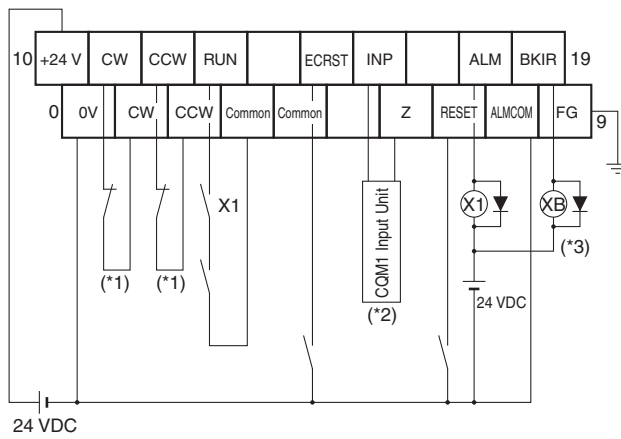 10 +24 V CW CCW RUN ECRST INP ALM BKIR 19
0 0V CW CCW Common Common Z RESET ALMCOM FG 9
X1
CQM1 Input Unit
X1 XB
(*1) (*1) (*2) (*3)
24 VDC
24 VDC